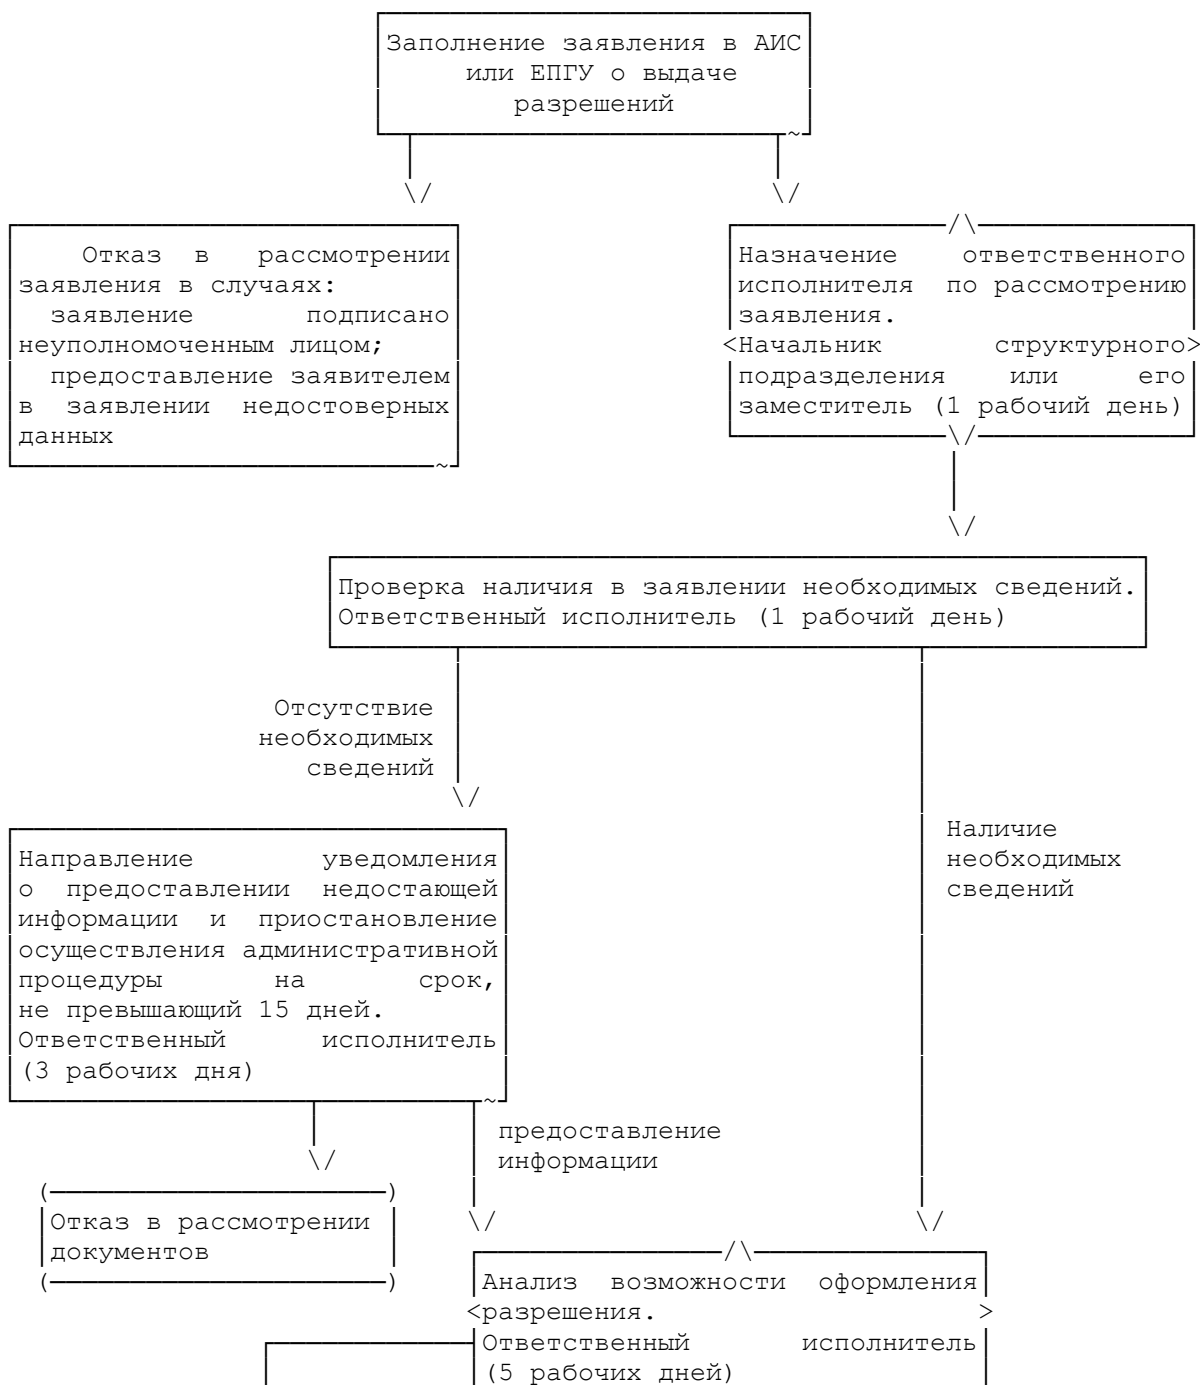 Заполнение заявления в АИС
или ЕПГУ о выдаче
разрешений
Отказ в рассмотрении
заявления в случаях:
заявление подписано
неуполномоченным лицом;
предоставление заявителем
в заявлении недостоверных
данных
Назначение ответственного
исполнителя по рассмотрению
заявления.
Начальник структурного
подразделения или его
заместитель (1 рабочий день)
Проверка наличия в заявлении необходимых сведений.
Ответственный исполнитель (1 рабочий день)
Отсутствие
необходимых
сведений
Наличие
необходимых
сведений
Направление уведомления
о предоставлении недостающей
информации и приостановление
осуществления административной
процедуры на срок,
не превышающий 15 дней.
Ответственный исполнитель
(3 рабочих дня)
предоставление
информации
Отказ в рассмотрении
документов
Анализ возможности оформления
разрешения.
Ответственный исполнитель
(5 рабочих дней)